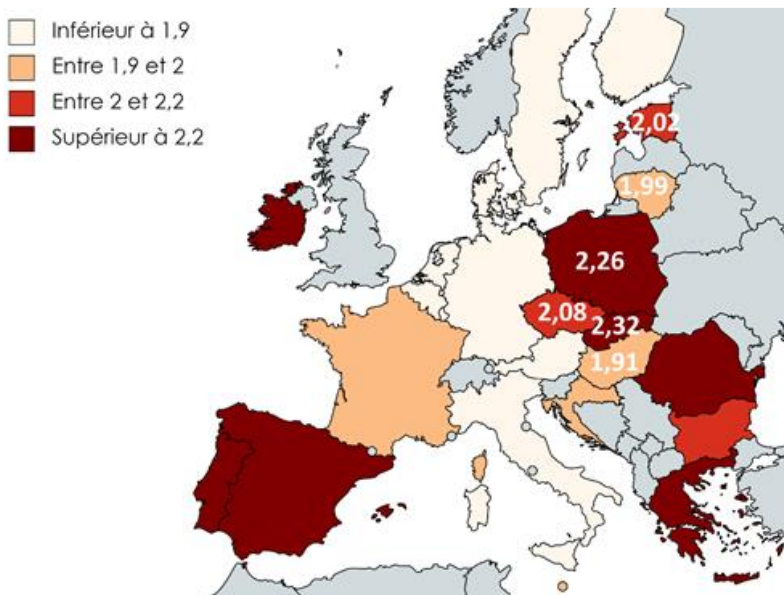 Inférieur à 1,9
Entre 1,9 et 2
Entre 2 et 2,2
Supérieur à 2,2
2,02
1,99
2,26
2,08
2,32
1,91